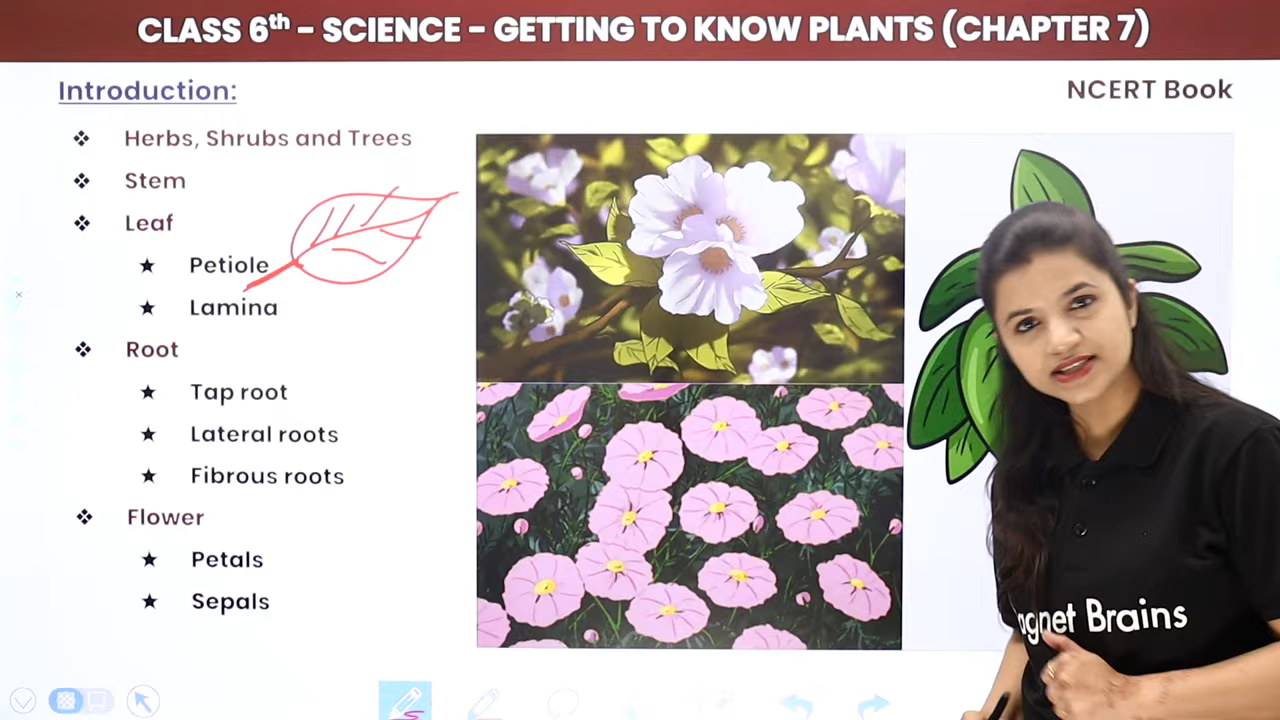 CLASS 6th - SCIENCE - GETTING TO KNOW PLANTS (CHAPTER 7)
Introduction:
NCERT Book
❖ Herbs, Shrubs and Trees
❖ Stem
❖ Leaf
★ Petiole
★ Lamina
❖ Root
★ Tap root
★ Lateral roots
★ Fibrous roots
❖ Flower
★ Petals
★ Sepals
agnet Brains